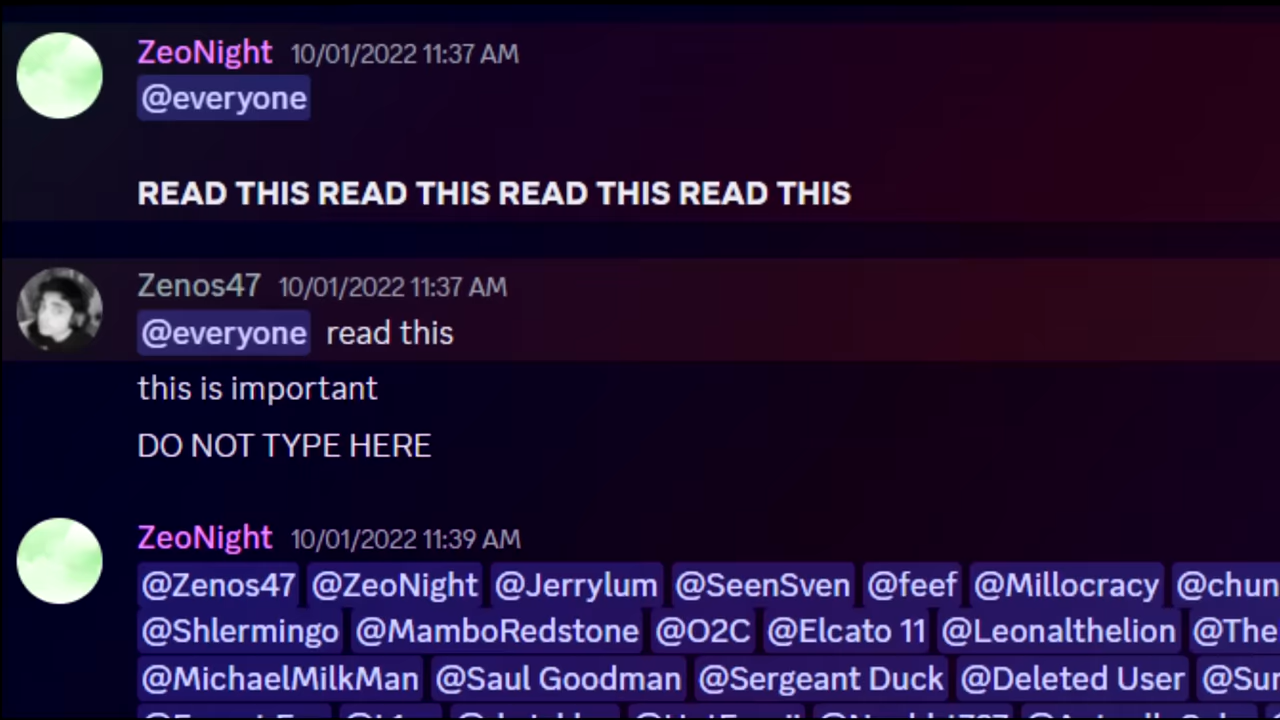 ZeoNight 10/01/2022 11:37 AM
@everyone
READ THIS READ THIS READ THIS READ THIS
Zenos47 10/01/2022 11:37 AM
@everyone read this
this is important
DO NOT TYPE HERE
ZeoNight 10/01/2022 11:39 AM
@Zenos47 @ZeoNight @Jerrylum @SeenSven @feef @Millocracy @chun
@Shlermingo @MamboRedstone @O2C @Elcato 11 @Leonalthelion @The
@MichaelMilkMan @Saul Goodman @Sergeant Duck @Deleted User @Sur